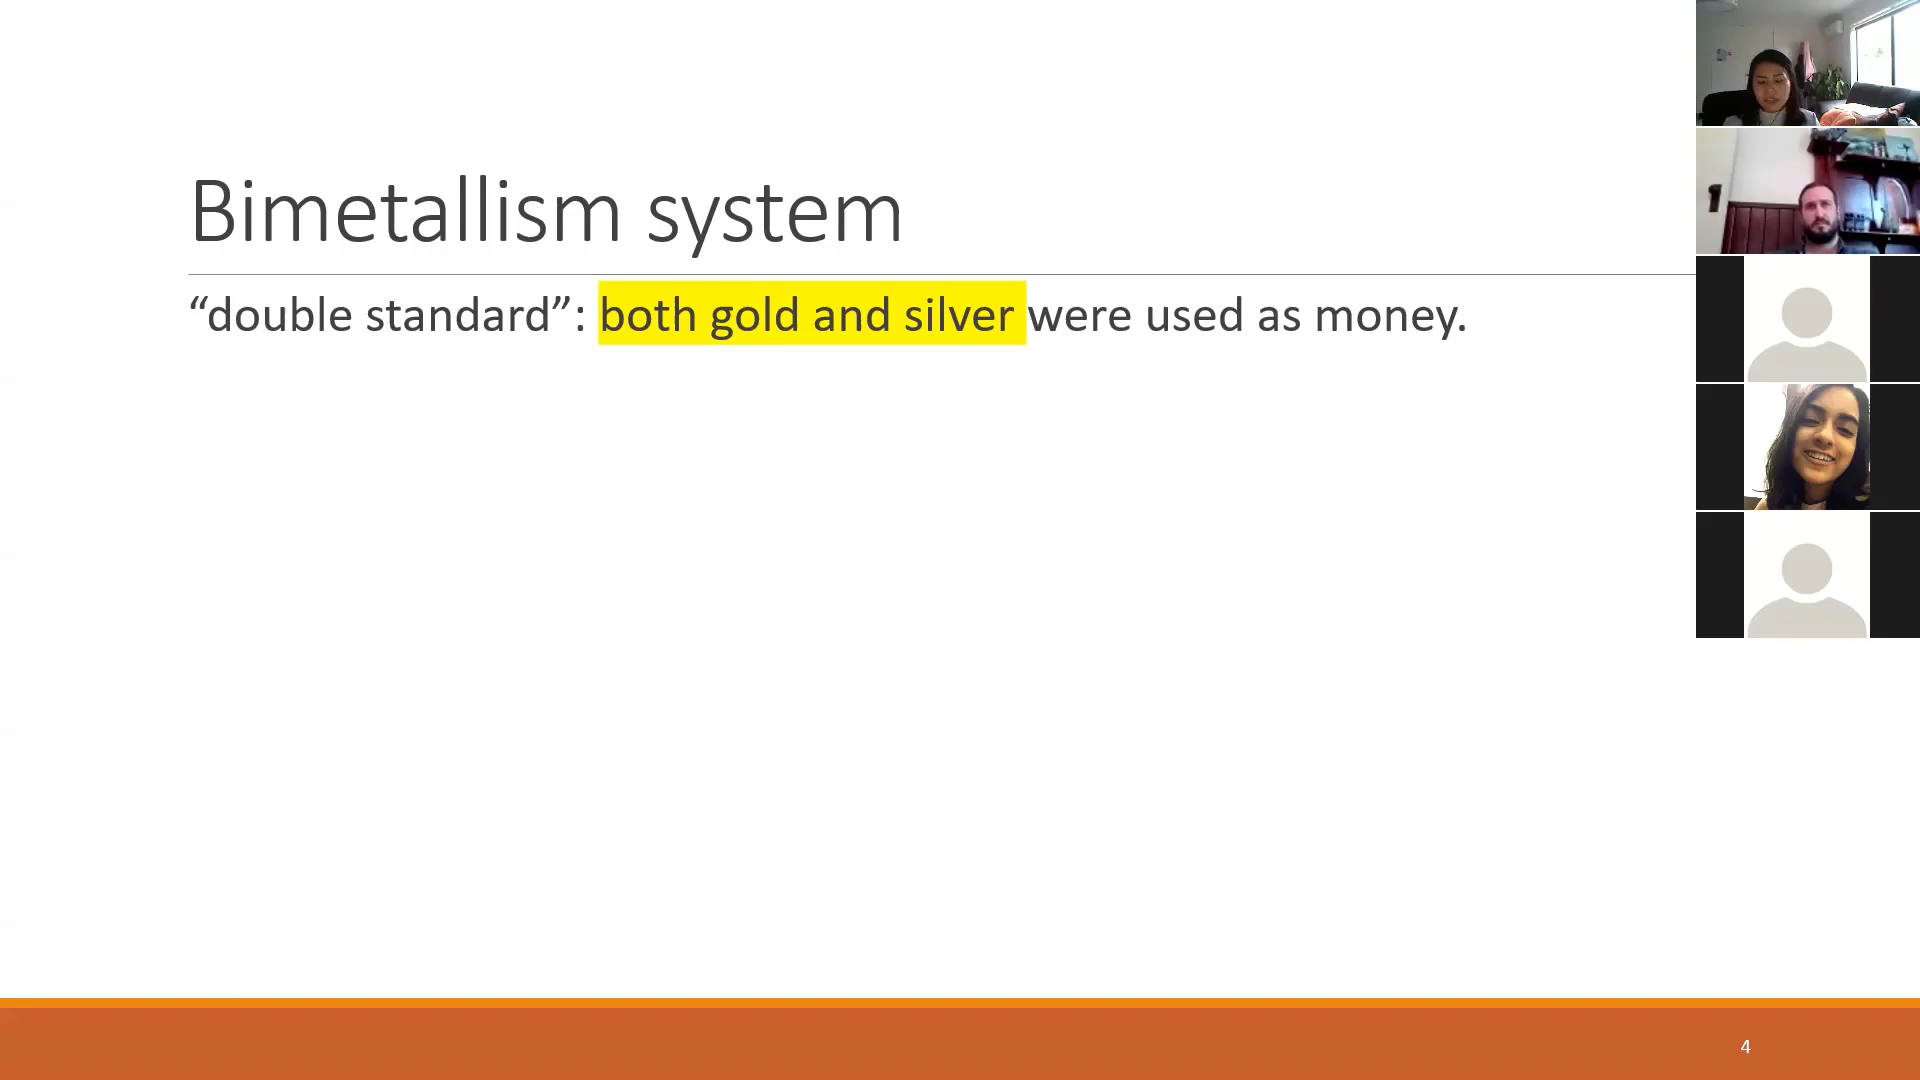 Bimetallism system
“double standard”: both gold and silver were used as money.
4